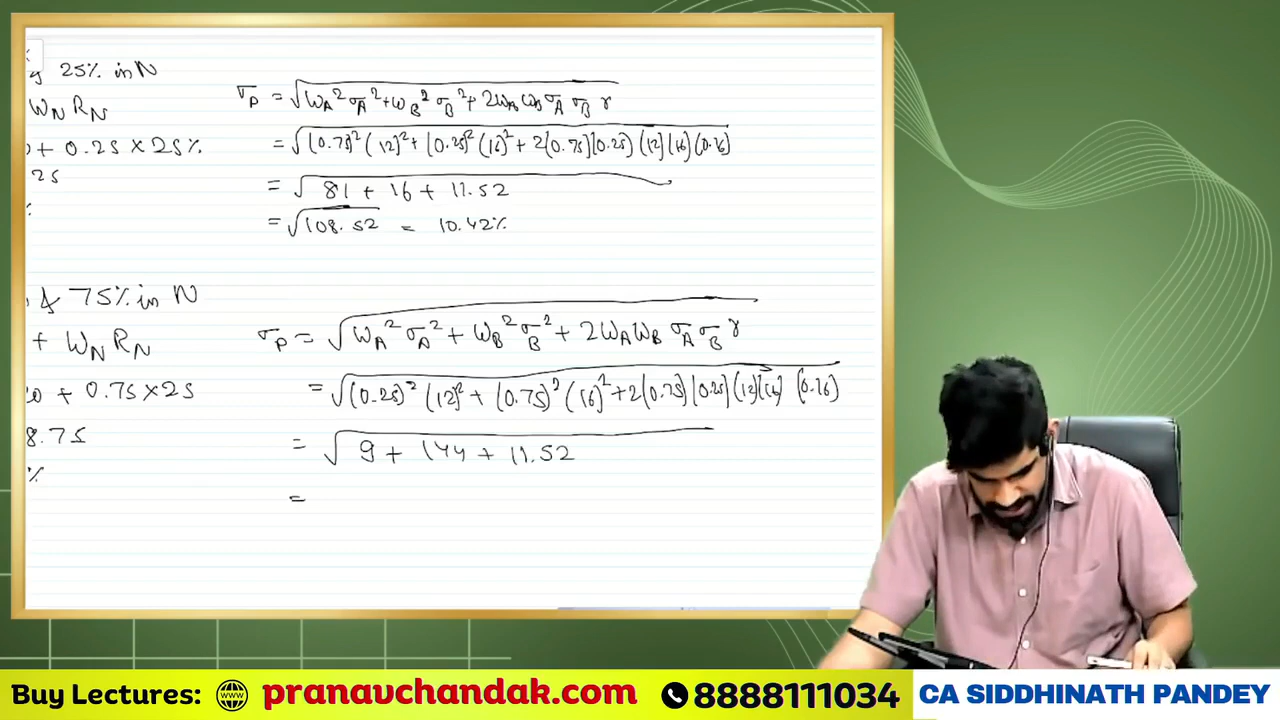 25% in N
W_N R_N
+ 0.25 × 25%
25
%
σ_P = √W_A² σ_A² + W_B² σ_B² + 2W_A W_B σ_A σ_B r
= √(0.75)² (12)² + (0.25)² (16)² + 2(0.75)(0.25)(12)(16)(0.16)
= √81 + 16 + 11.52
= √108.52 = 10.42%
& 75% in N
+ W_N R_N
+ 0.75 × 25
8.75
%
σ_P = √W_A² σ_A² + W_B² σ_B² + 2W_A W_B σ_A σ_B r
= √(0.25)² (12)² + (0.75)² (16)² + 2(0.75)(0.25)(12)(16)(0.16)
= √9 + 144 + 11.52
=
Buy Lectures: pranavchandak.com 8888111034 CA SIDDHINATH PANDEY